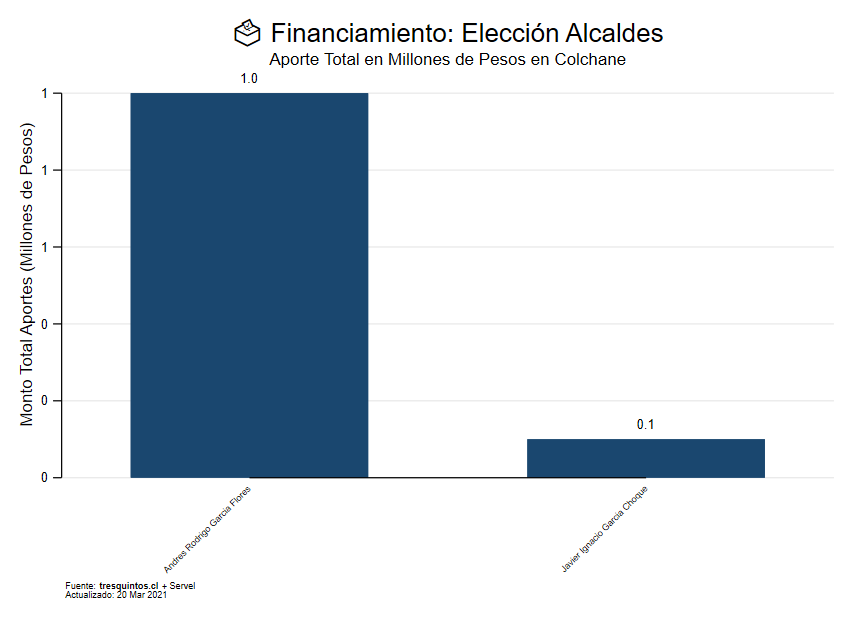 Financiamiento: Elección Alcaldes
Aporte Total en Millones de Pesos en Colchane
Monto Total Aportes (Millones de Pesos)
1
1
1
0
0
0
1.0
0.1
Andres Rodrigo Garcia Flores
Javier Ignacio Garcia Choque
Fuente: tresquintos.cl + Servel
Actualizado: 20 Mar 2021